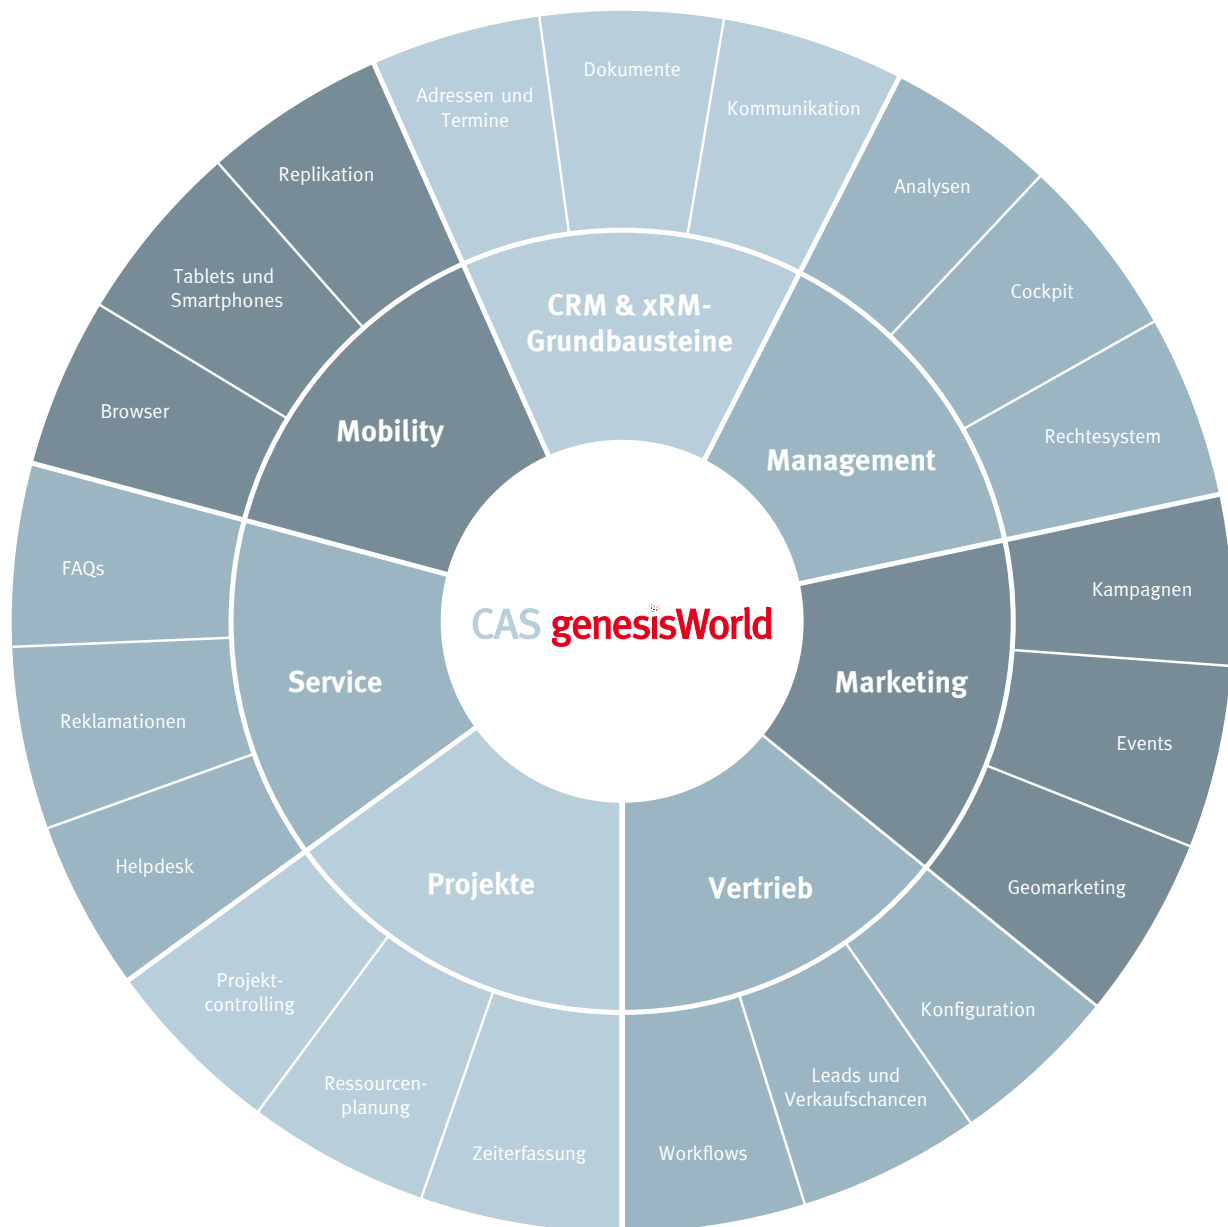 Dokumente
Adressen und
Termine
Kommunikation
Replikation
Analysen
Tablets und
Smartphones
Cockpit
CRM & xRM-
Grundbausteine
Browser
Mobility
Management
Rechtesystem
FAQs
Kampagnen
CAS genesisWorld
Service
Marketing
Reklamationen
Events
Helpdesk
Projekte
Vertrieb
Geomarketing
Projekt-
controlling
Konfiguration
Ressourcen-
planung
Leads und
Verkaufschancen
Zeiterfassung
Workflows